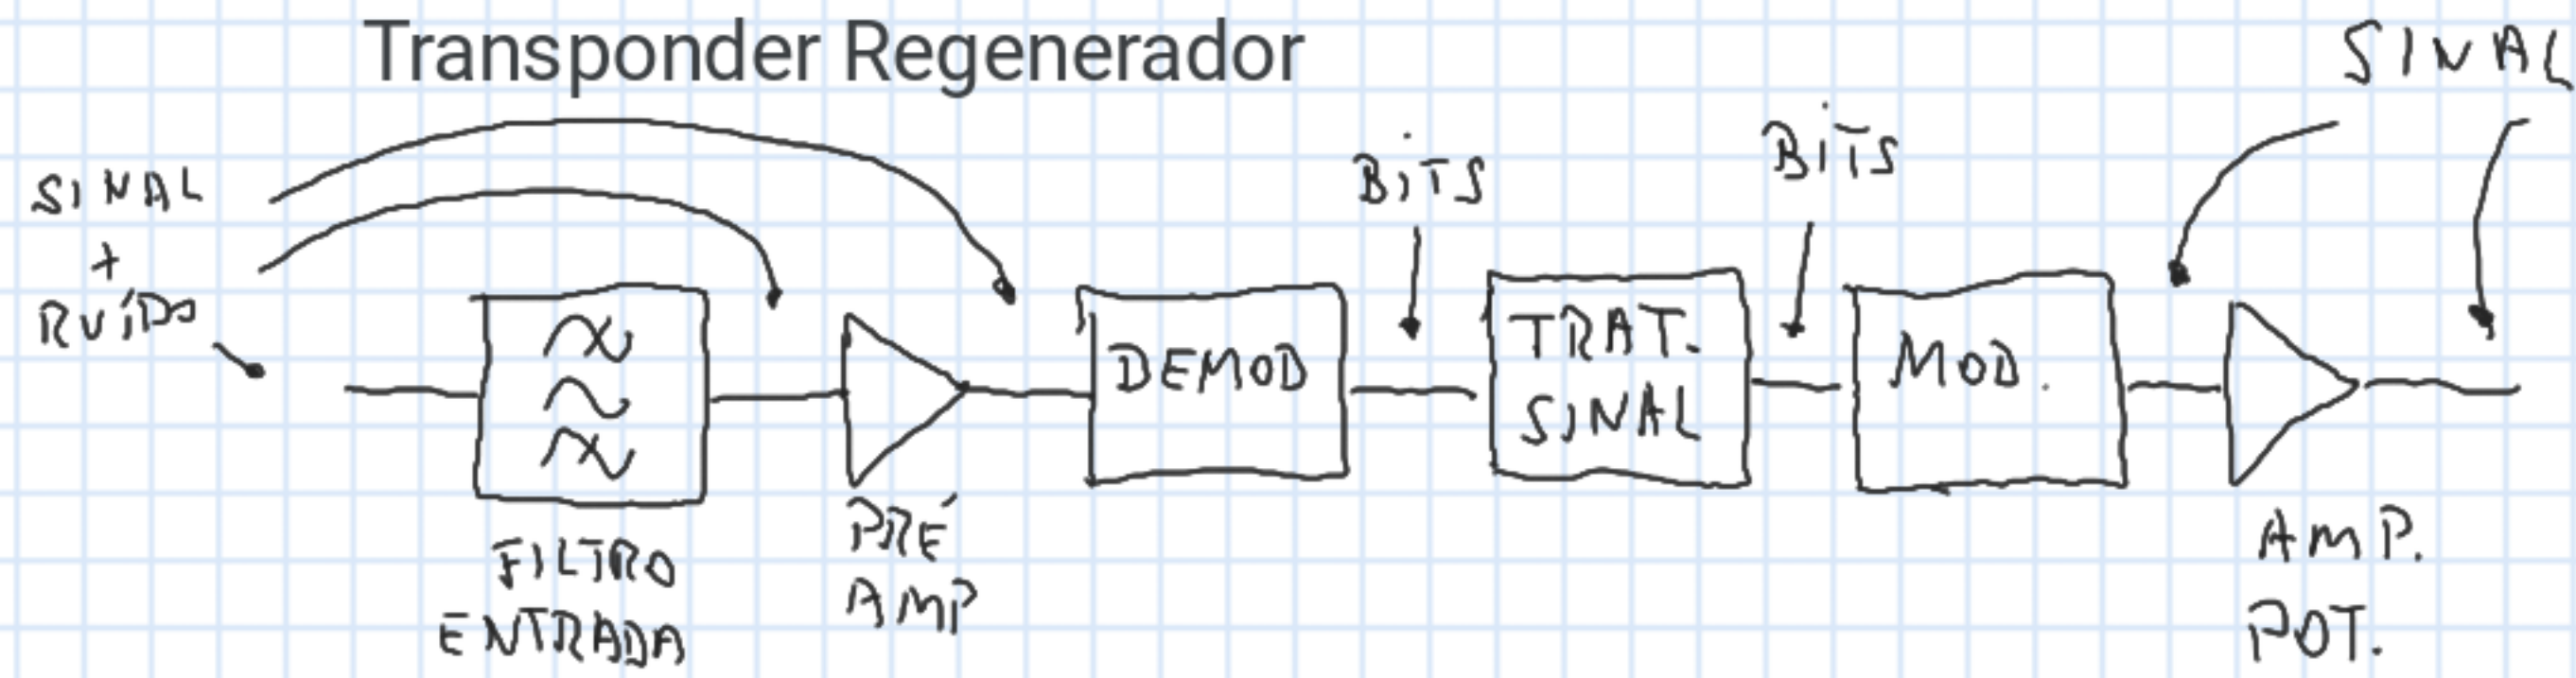 Transponder Regenerador
SINAL
+
RUÍDO
FILTRO
ENTRADA
PRÉ
AMP
DEMOD
BITS
TRAT.
SINAL
BITS
MOD.
SINAL
AMP.
POT.